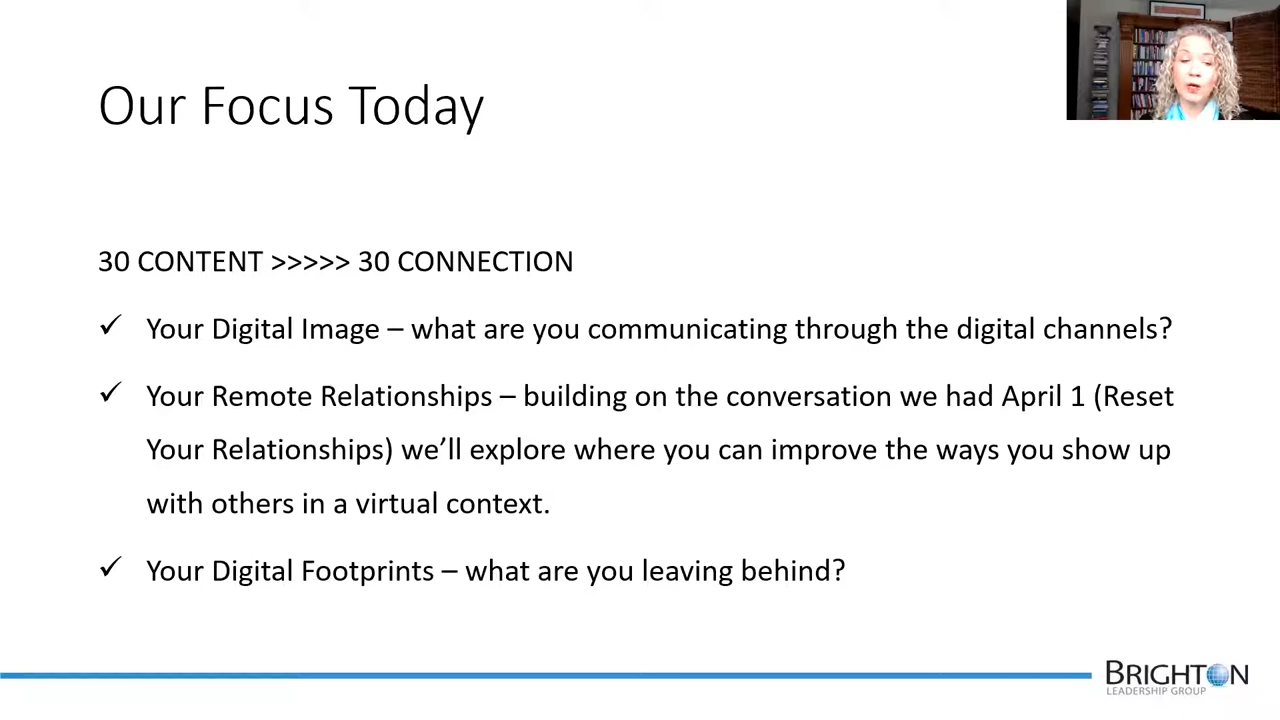 Our Focus Today
30 CONTENT >>>>> 30 CONNECTION
✓ Your Digital Image – what are you communicating through the digital channels?
✓ Your Remote Relationships – building on the conversation we had April 1 (Reset
Your Relationships) we’ll explore where you can improve the ways you show up
with others in a virtual context.
✓ Your Digital Footprints – what are you leaving behind?
BRIGHTON
LEADERSHIP GROUP